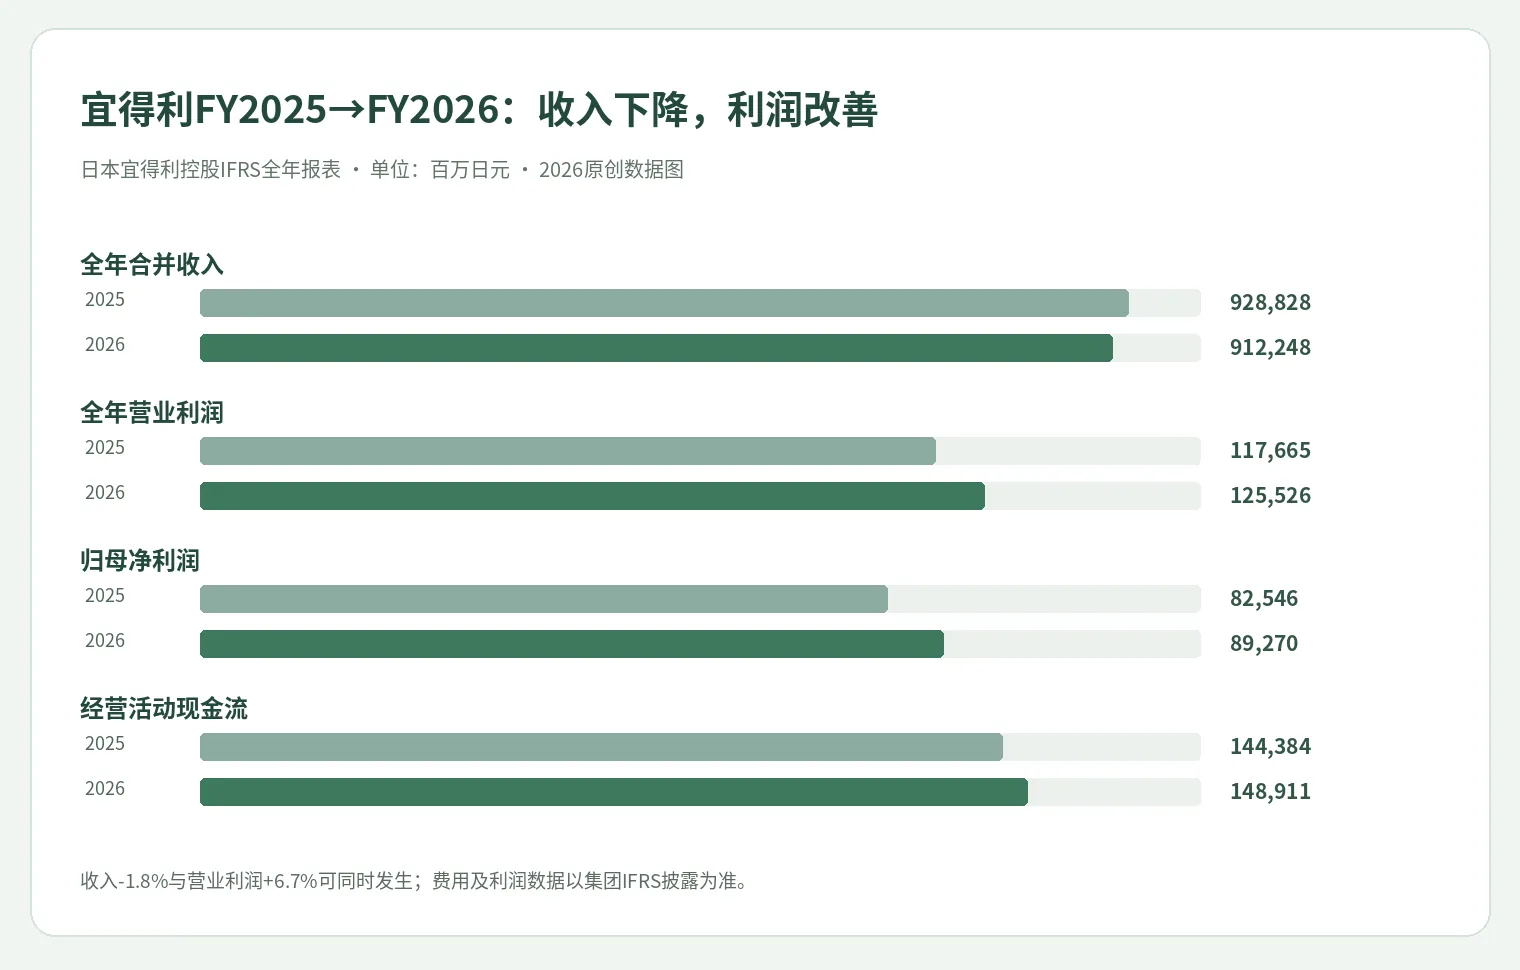 宜得利FY2025→FY2026：收入下降，利润改善
日本宜得利控股IFRS全年报表 · 单位：百万日元 · 2026原创数据图
全年合并收入
2025 928,828
2026 912,248
全年营业利润
2025 117,665
2026 125,526
归母净利润
2025 82,546
2026 89,270
经营活动现金流
2025 144,384
2026 148,911
收入-1.8%与营业利润+6.7%可同时发生；费用及利润数据以集团IFRS披露为准。